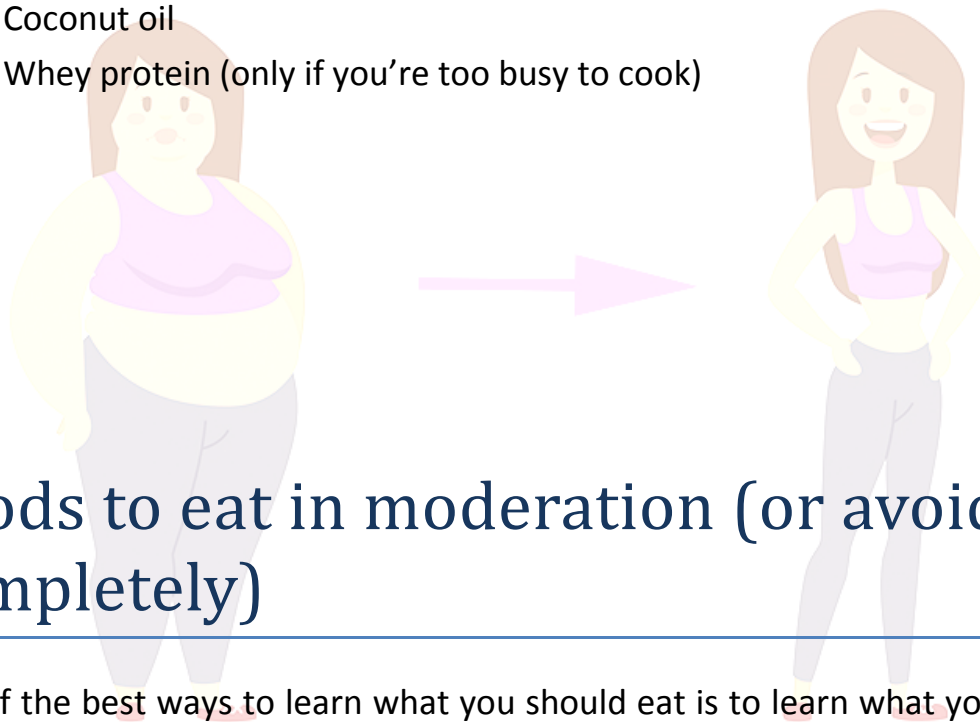 Coconut oil
Whey protein (only if you’re too busy to cook)
ods to eat in moderation (or avoid
mpletely)
f the best ways to learn what you should eat is to learn what yo